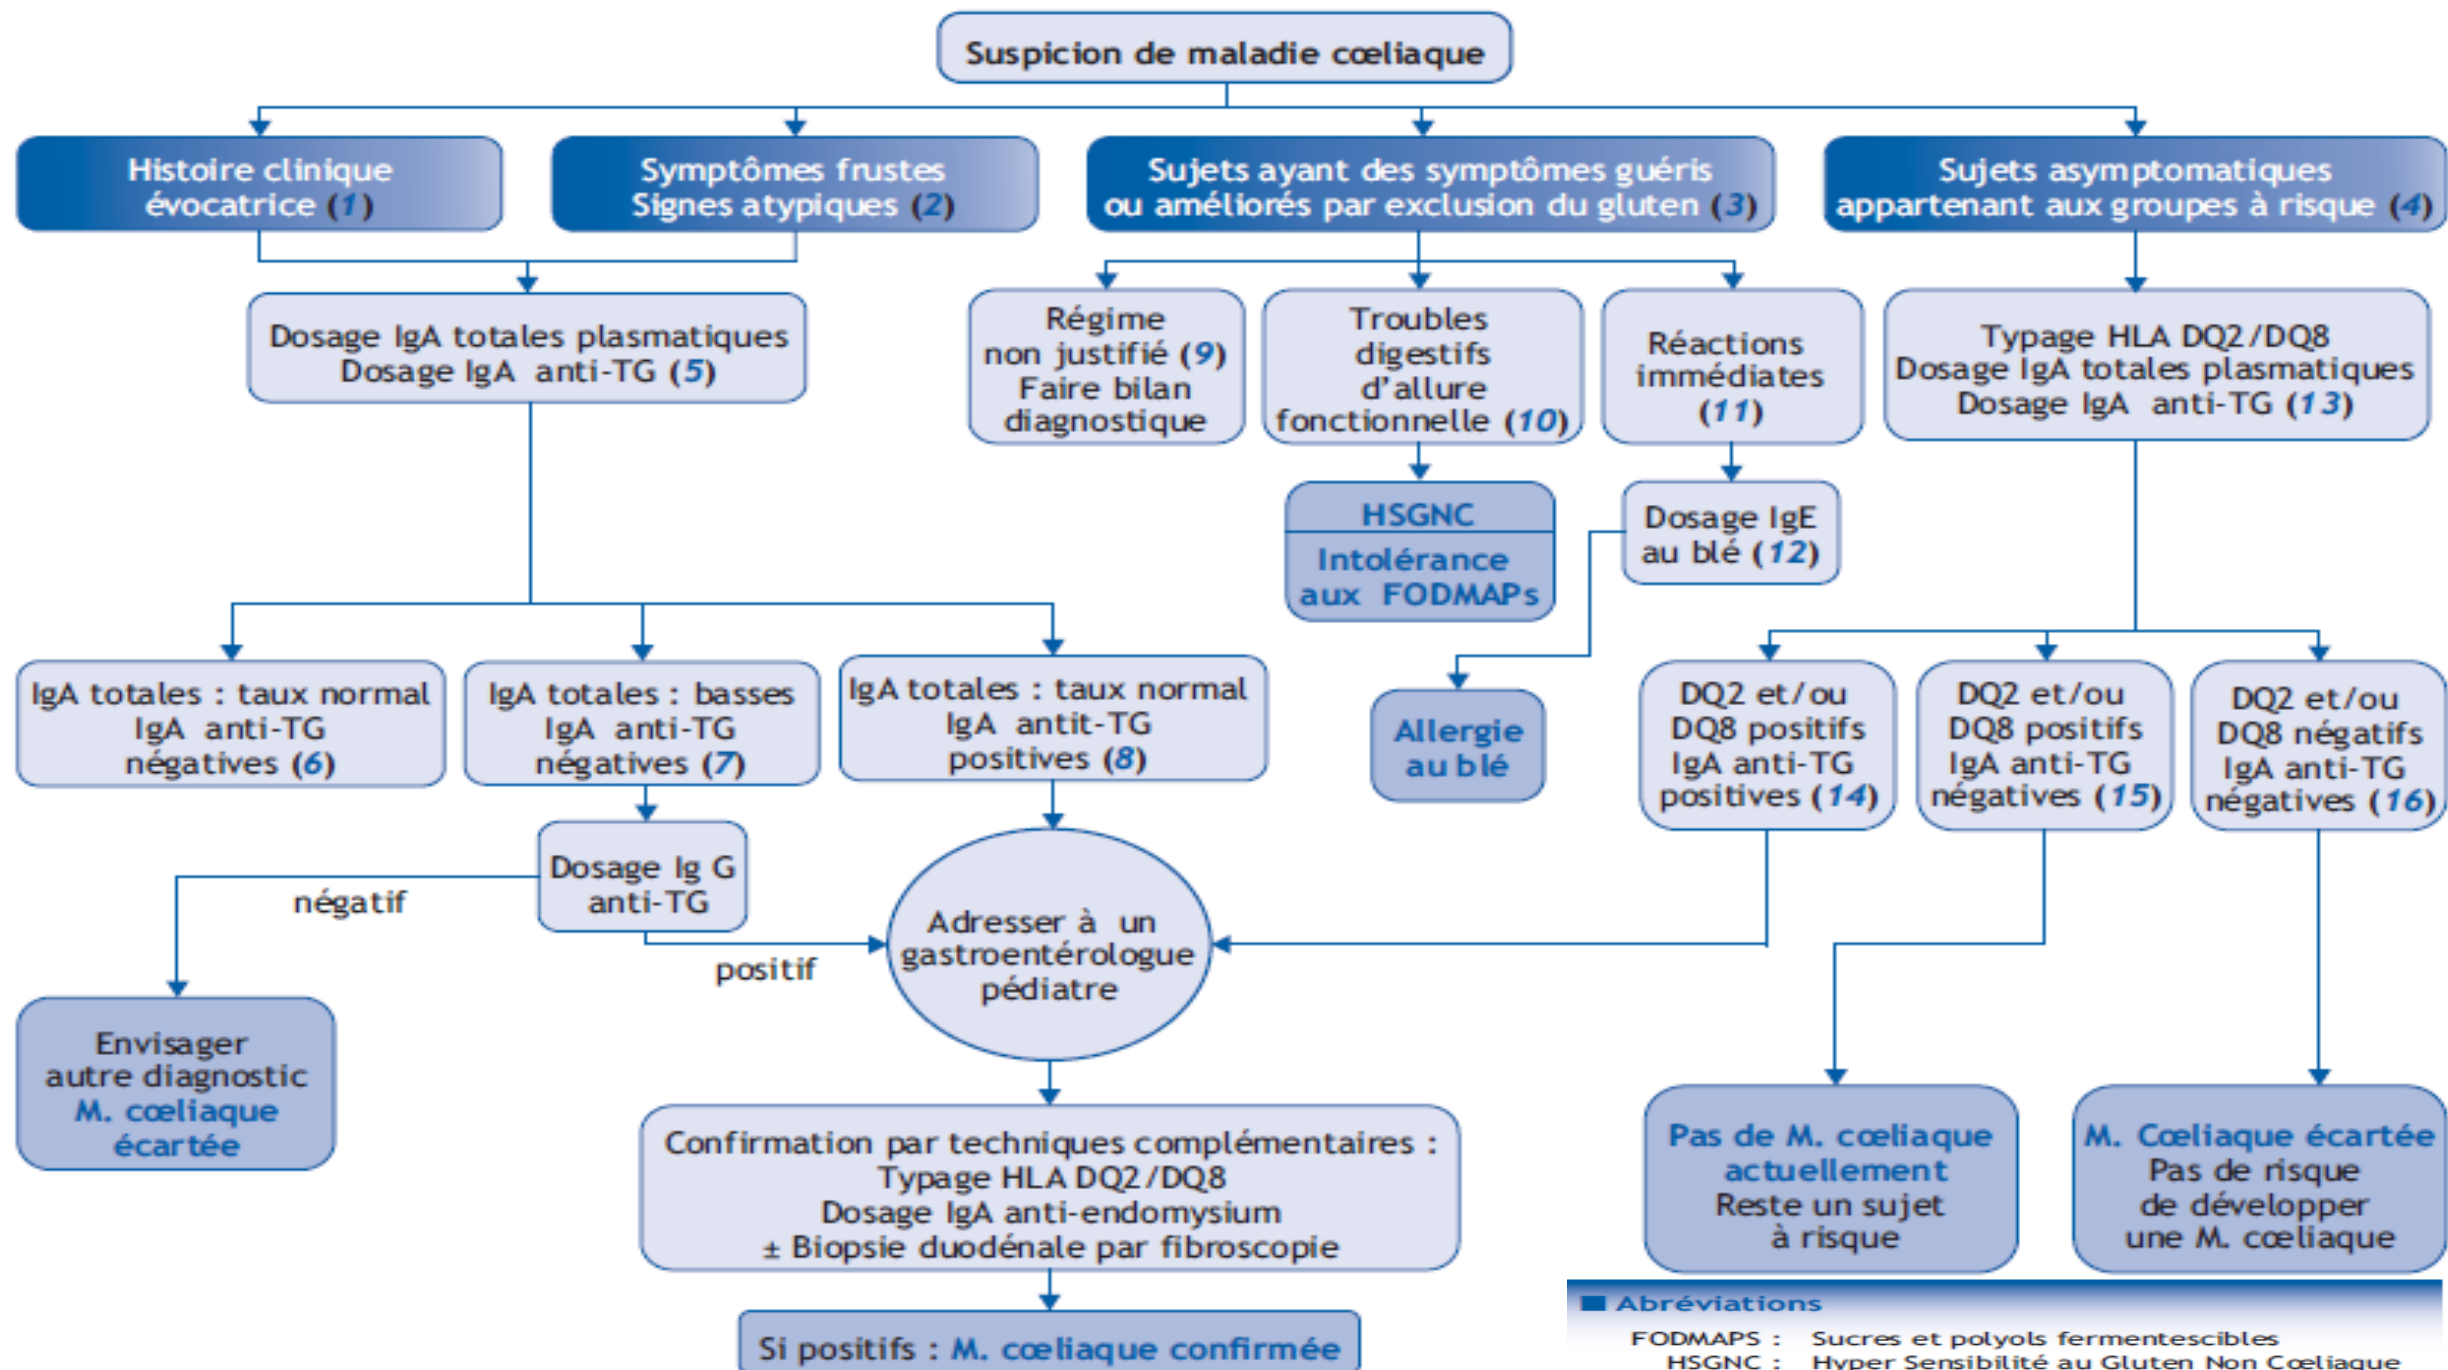 Suspicion de maladie cœliaque
Histoire clinique
évocatrice (1)
Symptômes frustes
Signes atypiques (2)
Sujets ayant des symptômes guéris
ou améliorés par exclusion du gluten (3)
Sujets asymptomatiques
appartenant aux groupes à risque (4)
Dosage IgA totales plasmatiques
Dosage IgA anti-TG (5)
Régime
non justifié (9)
Faire bilan
diagnostique
Troubles
digestifs
d'allure
fonctionnelle (10)
Réactions
immédiates
(11)
Typage HLA DQ2/DQ8
Dosage IgA totales plasmatiques
Dosage IgA anti-TG (13)
HSGNC
Intolérance
aux FODMAPs
Dosage IgE
au blé (12)
IgA totales : taux normal
IgA anti-TG
négatives (6)
IgA totales : basses
IgA anti-TG
négatives (7)
IgA totales : taux normal
IgA antit-TG
positives (8)
Allergie
au blé
DQ2 et/ou
DQ8 positifs
IgA anti-TG
positives (14)
DQ2 et/ou
DQ8 positifs
IgA anti-TG
négatives (15)
DQ2 et/ou
DQ8 négatifs
IgA anti-TG
négatives (16)
Dosage Ig G
anti-TG
négatif
positif
Adresser à un
gastroentérologue
pédiatre
Envisager
autre diagnostic
M. cœliaque
écartée
Confirmation par techniques complémentaires :
Typage HLA DQ2/DQ8
Dosage IgA anti-endomysium
± Biopsie duodénale par fibroscopie
Pas de M. cœliaque
actuellement
Reste un sujet
à risque
M. Cœliaque écartée
Pas de risque
de développer
une M. cœliaque
Si positifs : M. cœliaque confirmée
Abréviations
FODMAPS : Sucres et polyols fermentescibles
HSGNC : Hyper Sensibilité au Gluten Non Cœliaque